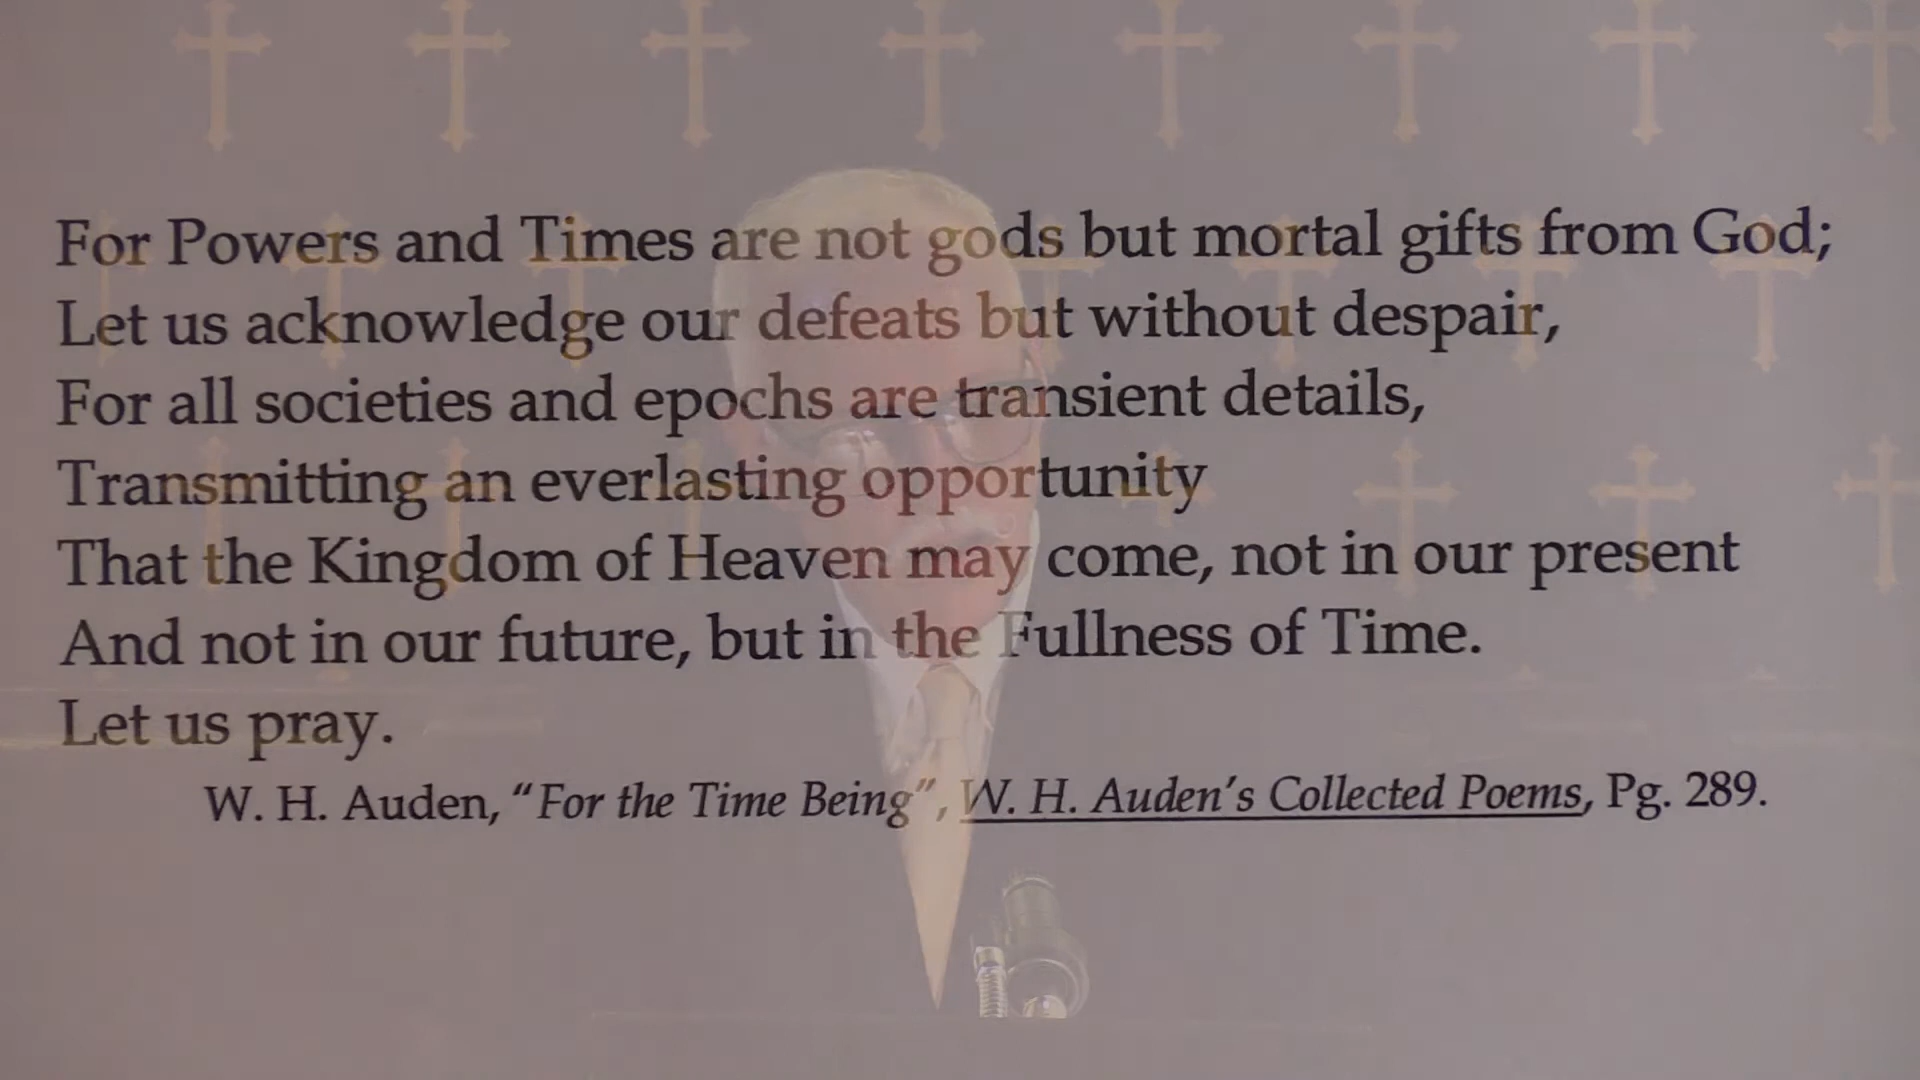 For Powers and Times are not gods but mortal gifts from God;
Let us acknowledge our defeats but without despair,
For all societies and epochs are transient details,
Transmitting an everlasting opportunity
That the Kingdom of Heaven may come, not in our present
And not in our future, but in the Fullness of Time.
Let us pray.
W. H. Auden, “For the Time Being”, W. H. Auden’s Collected Poems, Pg. 289.